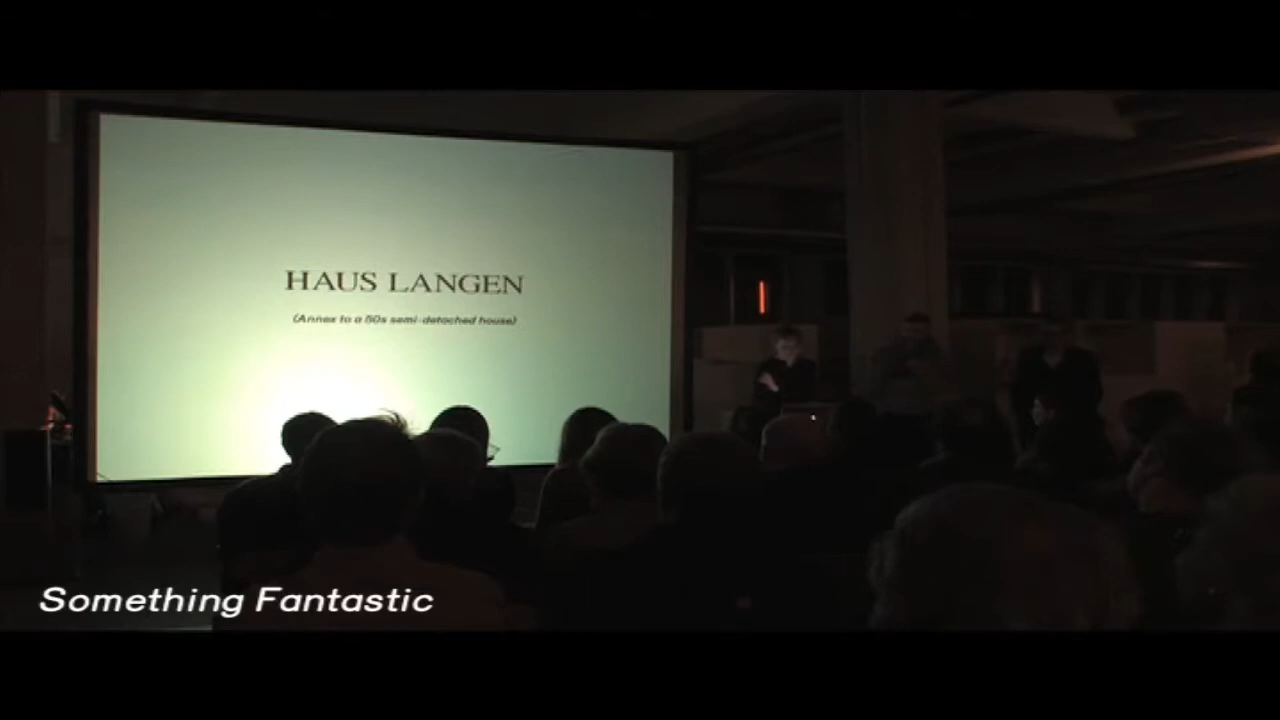 HAUS LANGEN
(Annex to a 50s semi-detached house)
Something Fantastic